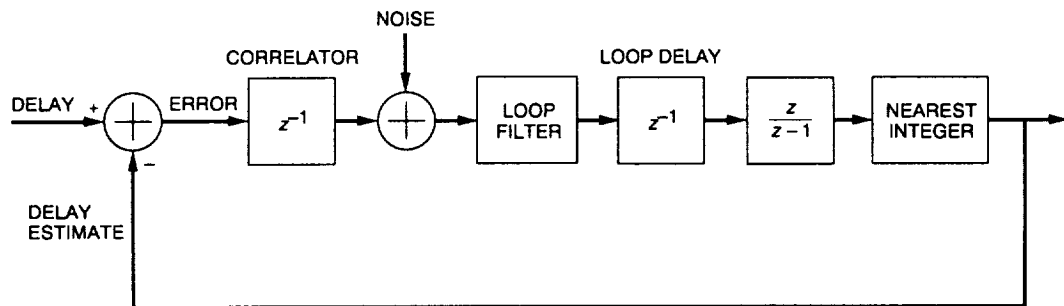 NOISE
CORRELATOR
LOOP DELAY
DELAY
+
ERROR
z⁻¹
LOOP
FILTER
z⁻¹
z
z − 1
NEAREST
INTEGER
−
DELAY
ESTIMATE